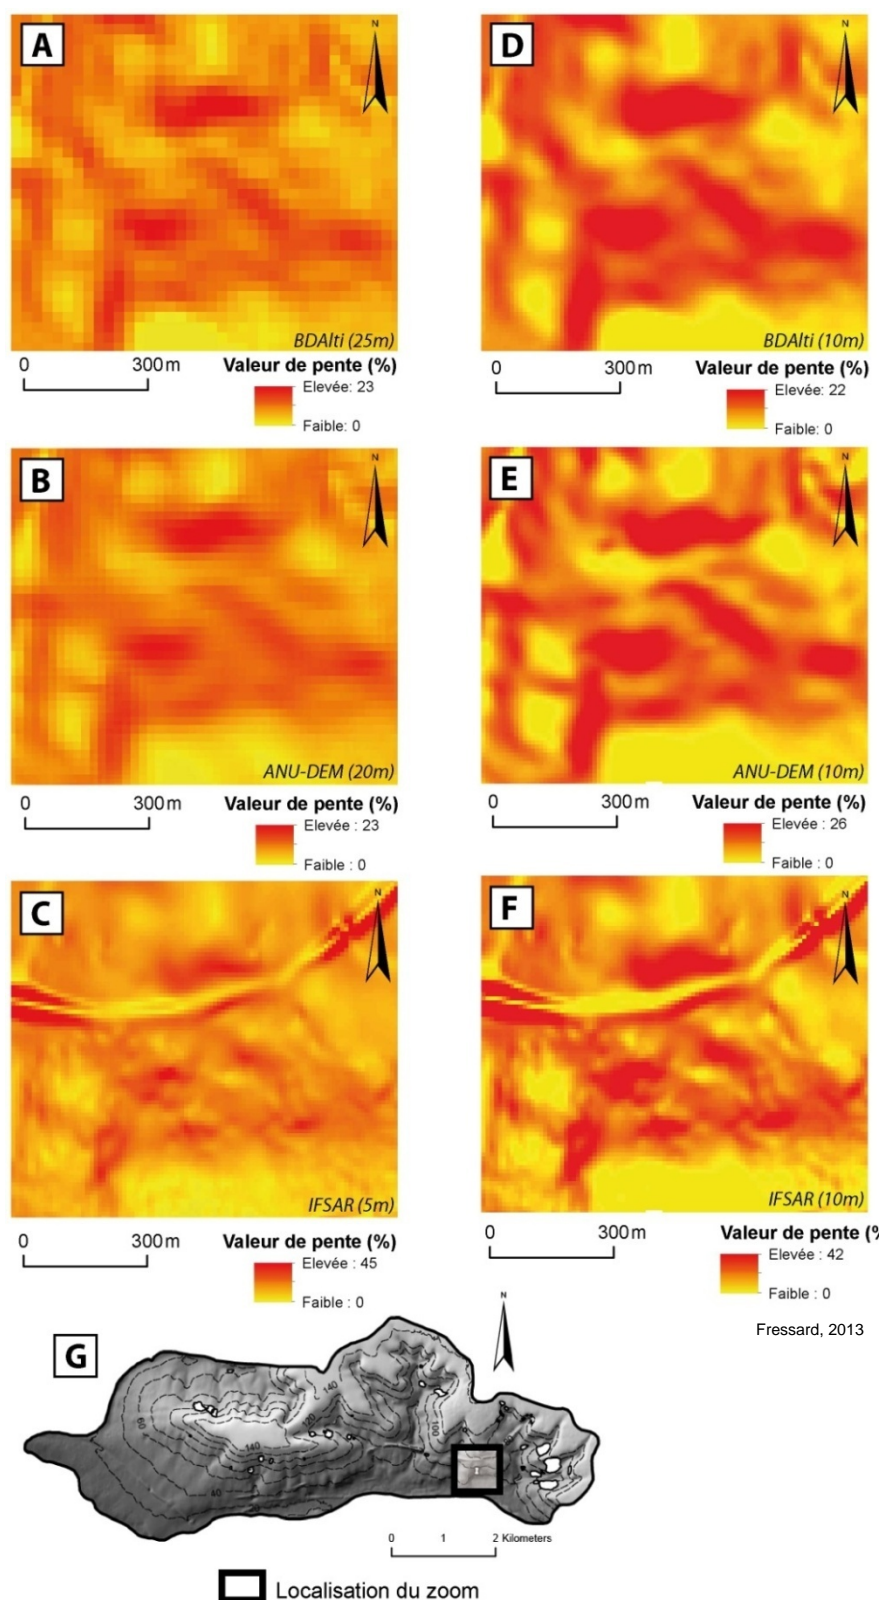 A
N
BDAlti (25m)
0 300m
Valeur de pente (%)
Elevée: 23
Faible: 0
D
N
BDAlti (10m)
0 300m
Valeur de pente (%)
Elevée: 22
Faible: 0
B
N
ANU-DEM (20m)
0 300m
Valeur de pente (%)
Elevée : 23
Faible : 0
E
N
ANU-DEM (10m)
0 300m
Valeur de pente (%)
Elevée : 26
Faible : 0
C
N
IFSAR (5m)
0 300m
Valeur de pente (%)
Elevée : 45
Faible : 0
F
N
IFSAR (10m)
0 300m
Valeur de pente (%
Elevée : 42
Faible : 0
Fressard, 2013
G
N
140
120
100
60
140
40
0 1 2 Kilometers
Localisation du zoom